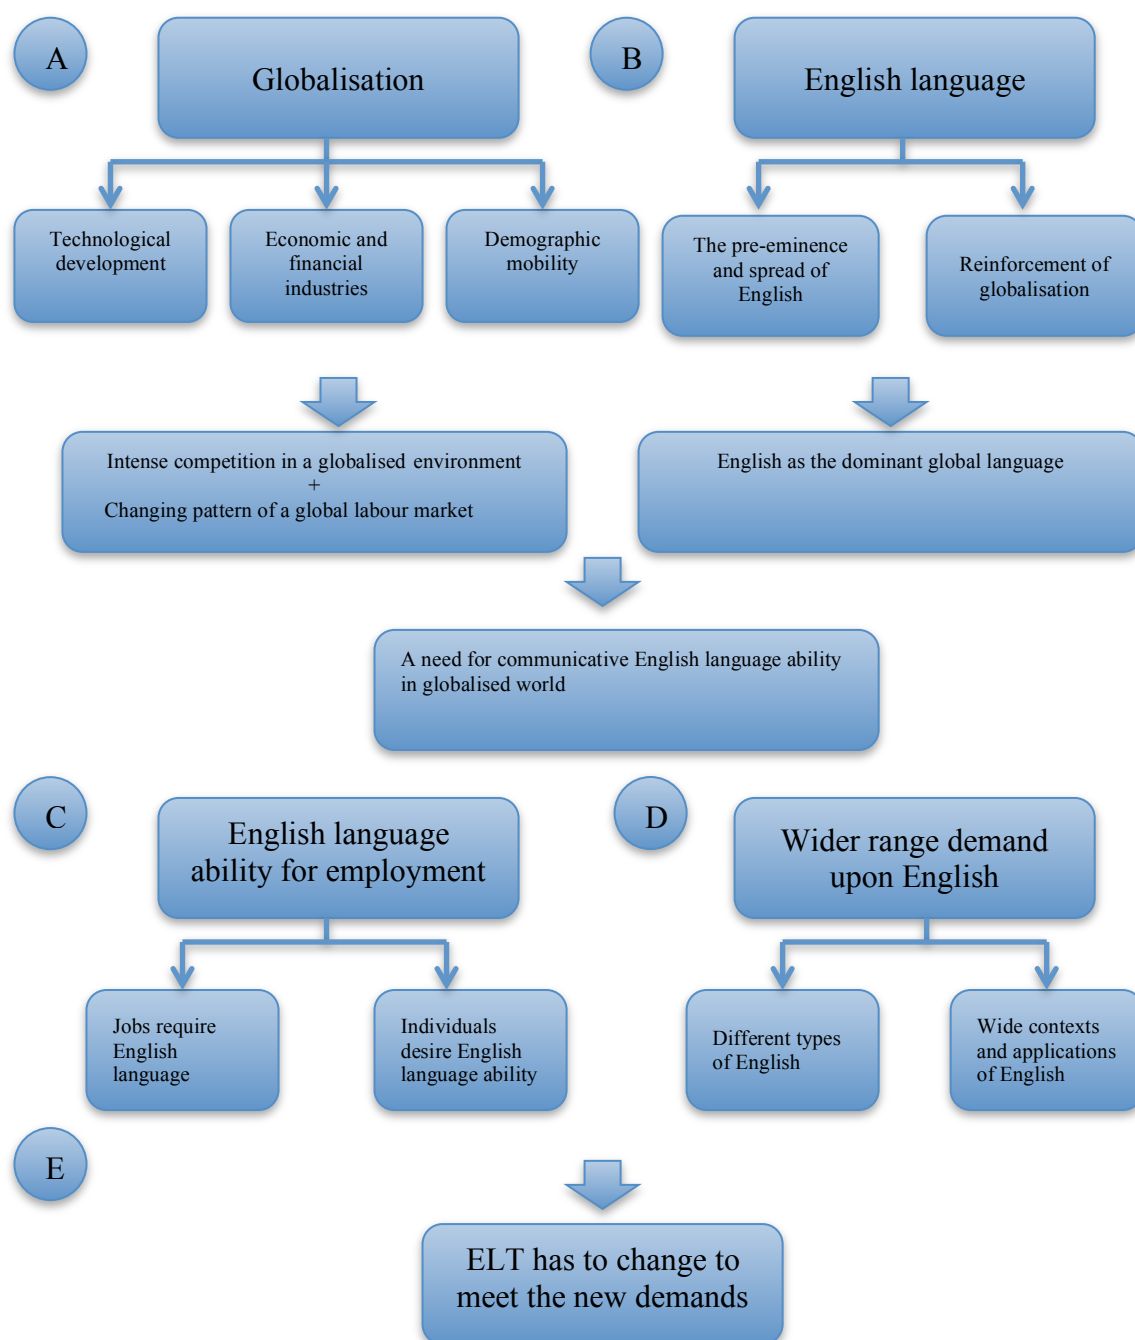 A
Globalisation
B
English language
Technological
development
Economic and
financial
industries
Demographic
mobility
The pre-eminence
and spread of
English
Reinforcement of
globalisation
Intense competition in a globalised environment
+
Changing pattern of a global labour market
English as the dominant global language
A need for communicative English language ability
in globalised world
C
English language
ability for employment
D
Wider range demand
upon English
Jobs require
English
language
Individuals
desire English
language ability
Different types
of English
Wide contexts
and applications
of English
E
ELT has to change to
meet the new demands